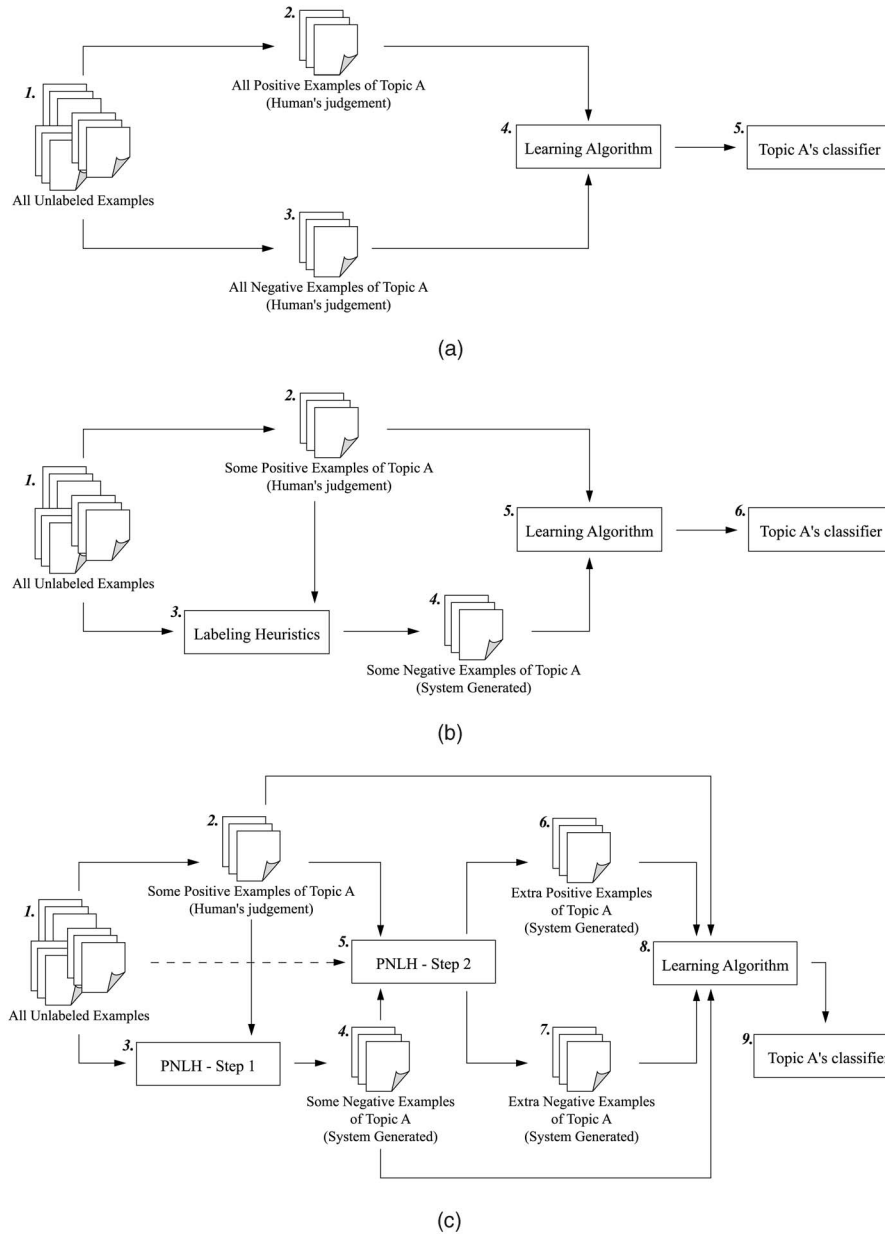 2.
1.
All Positive Examples of Topic A
(Human's judgement)
All Unlabeled Examples
4.
Learning Algorithm
5.
Topic A's classifier
3.
All Negative Examples of Topic A
(Human's judgement)
(a)
2.
1.
Some Positive Examples of Topic A
(Human's judgement)
All Unlabeled Examples
5.
Learning Algorithm
6.
Topic A's classifier
3.
Labeling Heuristics
4.
Some Negative Examples of Topic A
(System Generated)
(b)
2.
1.
Some Positive Examples of Topic A
(Human's judgement)
All Unlabeled Examples
6.
Extra Positive Examples
of Topic A
(System Generated)
5.
PNLH - Step 2
8.
Learning Algorithm
3.
PNLH - Step 1
4.
Some Negative Examples
of Topic A
(System Generated)
7.
Extra Negative Examples
of Topic A
(System Generated)
9.
Topic A's classifier
(c)